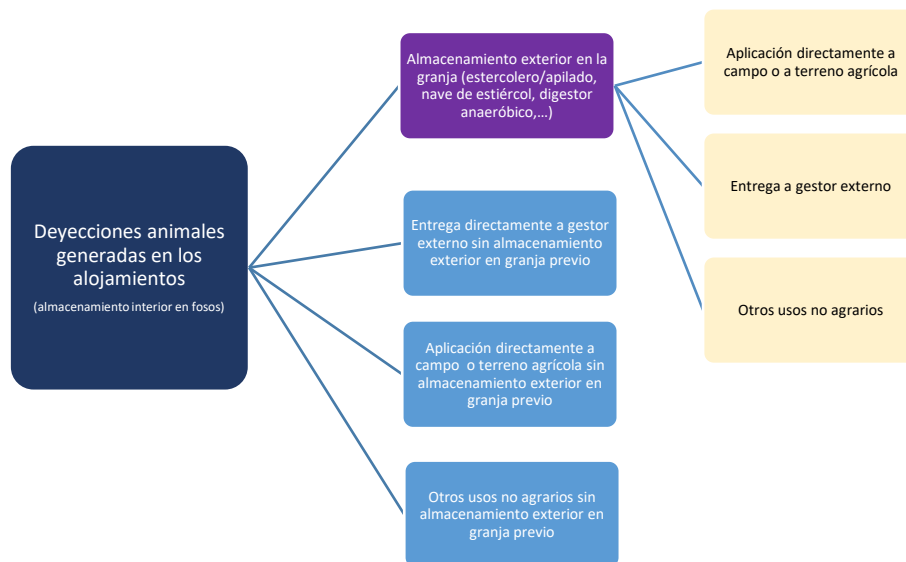 Deyecciones animales
generadas en los
alojamientos
(almacenamiento interior en fosos)
Almacenamiento exterior en la
granja (estercolero/apilado,
nave de estiércol, digestor
anaeróbico,…)
Entrega directamente a gestor
externo sin almacenamiento
exterior en granja previo
Aplicación directamente a
campo o terreno agrícola sin
almacenamiento exterior en
granja previo
Otros usos no agrarios sin
almacenamiento exterior en
granja previo
Aplicación directamente a
campo o a terreno agrícola
Entrega a gestor externo
Otros usos no agrarios